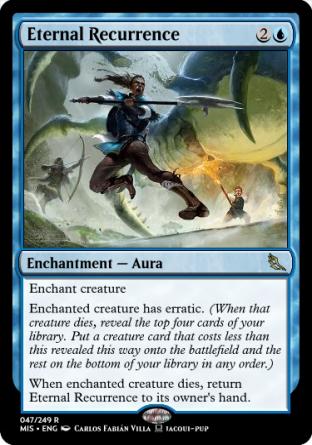 Eternal Recurrence 2
Enchantment — Aura
Enchant creature
Enchanted creature has erratic. (When that
creature dies, reveal the top four cards of your
library. Put a creature card that costs less than
this revealed this way onto the battlefield and the
rest on the bottom of your library in any order.)
When enchanted creature dies, return
Eternal Recurrence to its owner's hand.
047/249 R
MIS • ENG Carlos Fabián Villa iacoui-pup